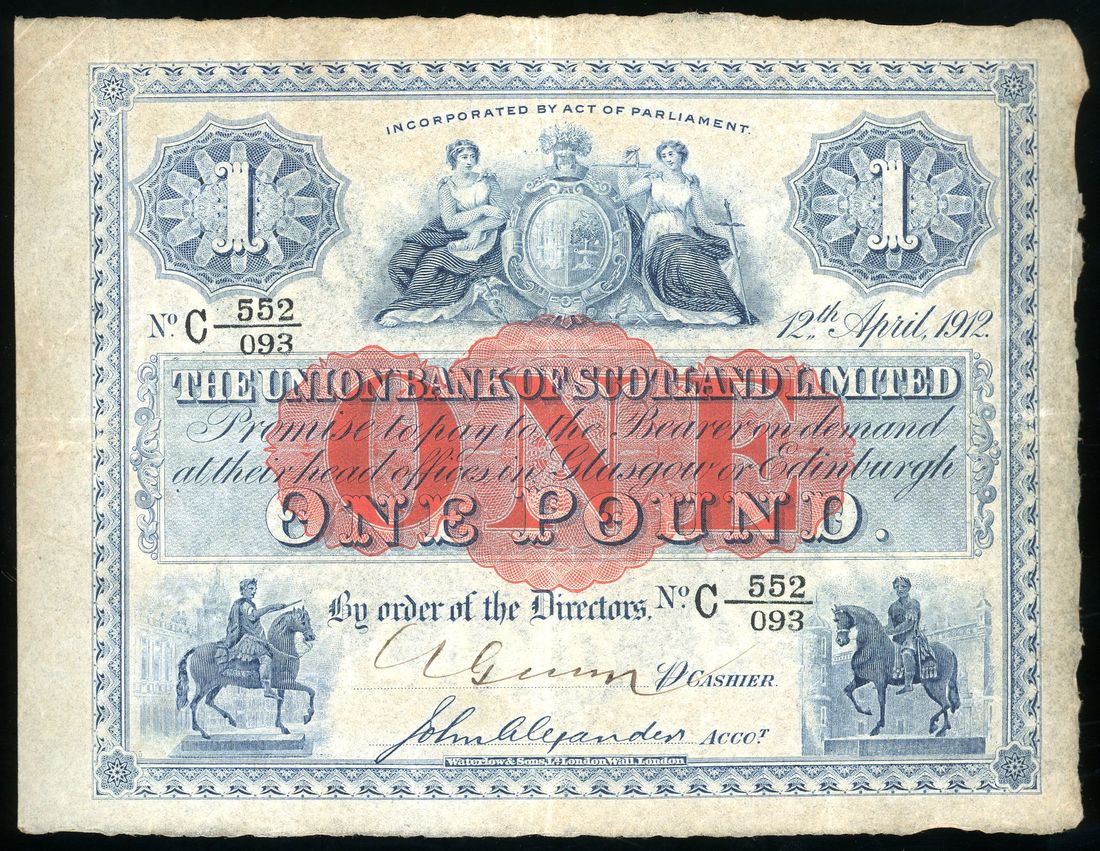 INCORPORATED BY ACT OF PARLIAMENT.
1
1
No C 552
093
12th April, 1912.
ONE
THE UNION BANK OF SCOTLAND LIMITED
Promise to pay to the Bearer on demand
at their head offices in Glasgow or Edinburgh
ONE POUND.
By order of the Directors.
No C 552
093
CASHIER.
John Alexander ACCOT
Waterlow & Sons, Ld. London Wall, London